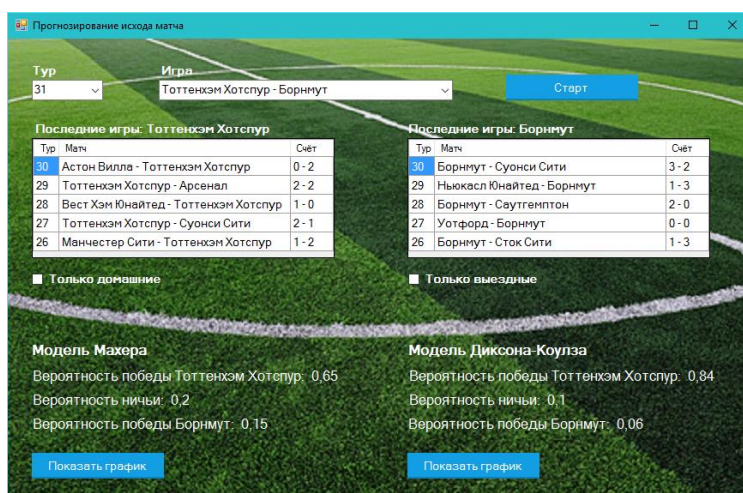 Прогнозирование исхода матча
Тур Игра
31 Тоттенхэм Хотспур - Борнмут Старт
Последние игры: Тоттенхэм Хотспур
Тур Матч Счёт
30 Астон Вилла - Тоттенхэм Хотспур 0 - 2
29 Тоттенхэм Хотспур - Арсенал 2 - 2
28 Вест Хэм Юнайтед - Тоттенхэм Хотспур 1 - 0
27 Тоттенхэм Хотспур - Суонси Сити 2 - 1
26 Манчестер Сити - Тоттенхэм Хотспур 1 - 2
Только домашние
Последние игры: Борнмут
Тур Матч Счёт
30 Борнмут - Суонси Сити 3 - 2
29 Ньюкасл Юнайтед - Борнмут 1 - 3
28 Борнмут - Саутгемптон 2 - 0
27 Уотфорд - Борнмут 0 - 0
26 Борнмут - Сток Сити 1 - 3
Только выездные
Модель Махера
Вероятность победы Тоттенхэм Хотспур: 0,65
Вероятность ничьи: 0,2
Вероятность победы Борнмут: 0,15
Показать график
Модель Диксона-Коулза
Вероятность победы Тоттенхэм Хотспур: 0,84
Вероятность ничьи: 0,1
Вероятность победы Борнмут: 0,06
Показать график